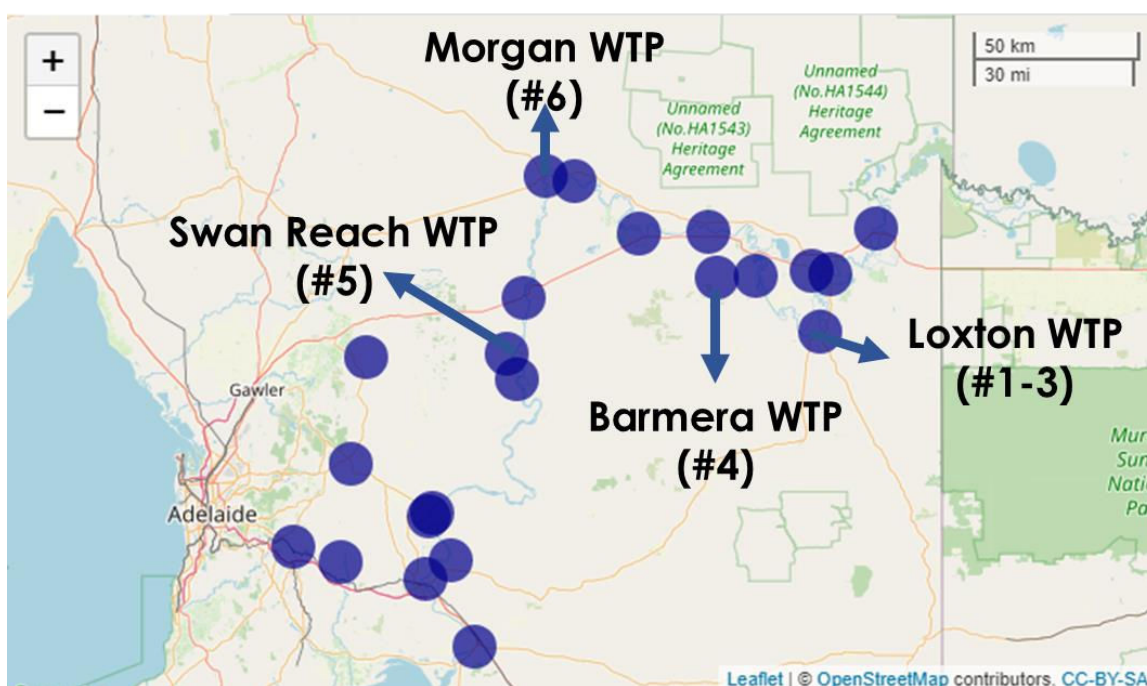 +
−
Morgan WTP
(#6)
50 km
30 mi
Unnamed
(No.HA1544)
Heritage
Agreement
Unnamed
(No.HA1543)
Heritage
Agreement
Swan Reach WTP
(#5)
Loxton WTP
(#1-3)
Gawler
Barmera WTP
(#4)
Adelaide
Mur
Sun
Natio
Pa
Leaflet | © OpenStreetMap contributors, CC-BY-SA